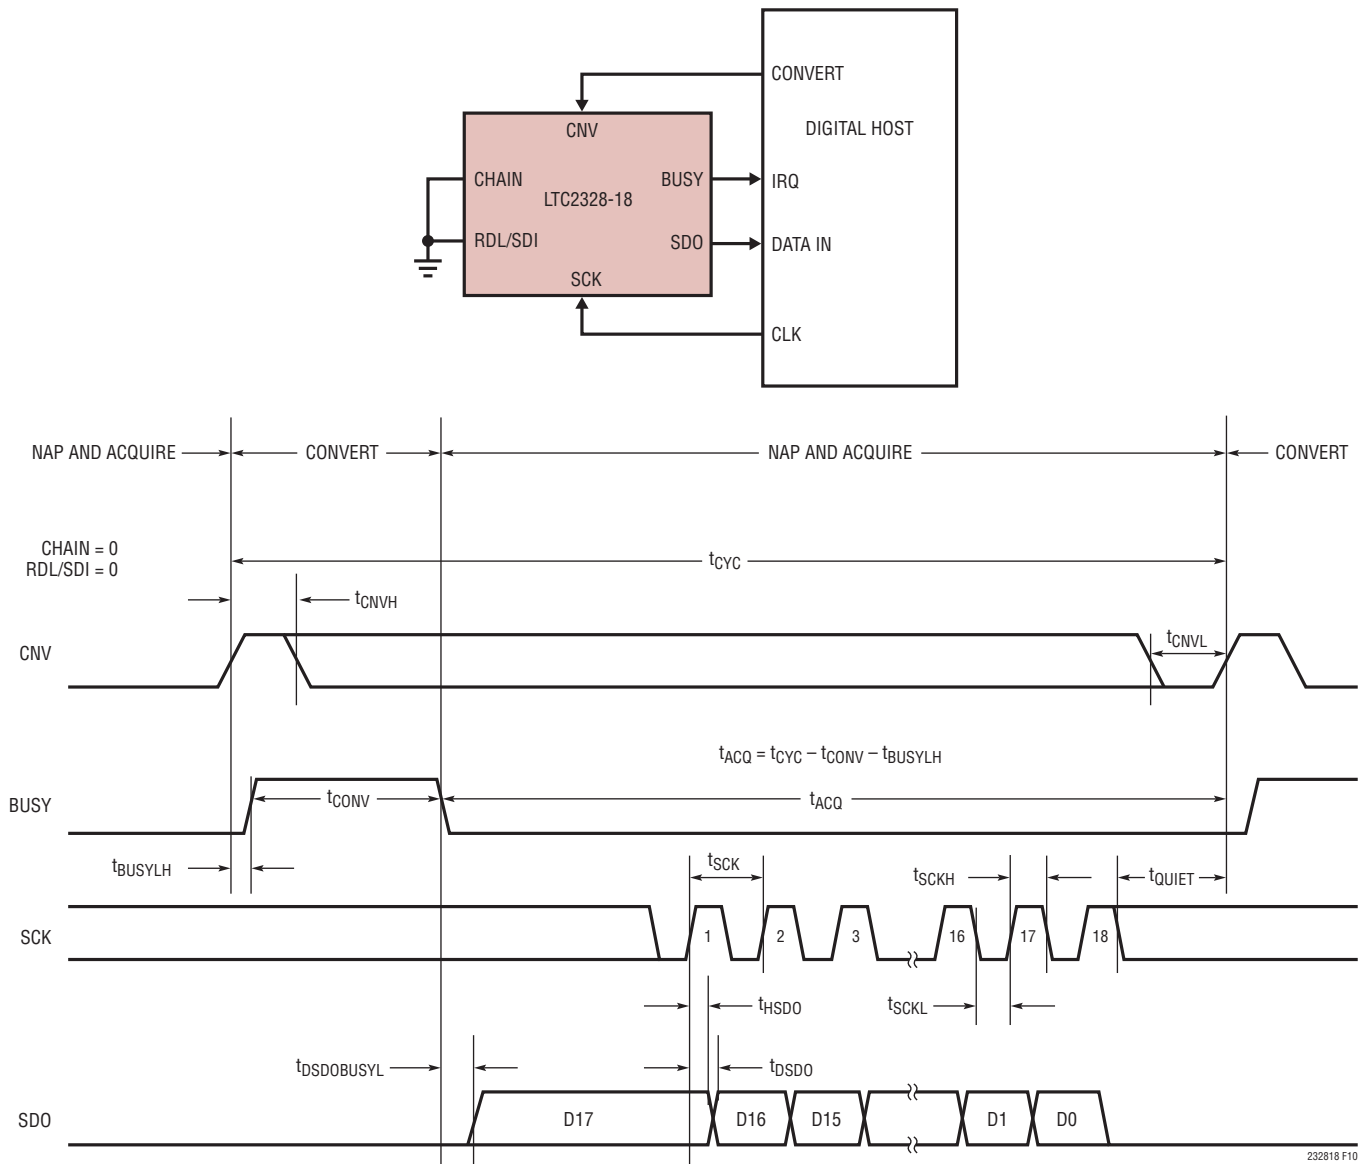 CONVERT
CNV
DIGITAL HOST
CHAIN
BUSY
IRQ
LTC2328-18
RDL/SDI
SDO
DATA IN
SCK
CLK
NAP AND ACQUIRE
CONVERT
NAP AND ACQUIRE
CONVERT
CHAIN = 0
RDL/SDI = 0
tCYC
tCNVH
CNV
tCNVL
tACQ = tCYC – tCONV – tBUSYLH
BUSY
tCONV
tACQ
tBUSYLH
tSCK
tSCKH
tQUIET
SCK
1
2
3
16
17
18
tHSDO
tSCKL
tDSDOBUSYL
tDSDO
SDO
D17
D16
D15
D1
D0
232818 F10